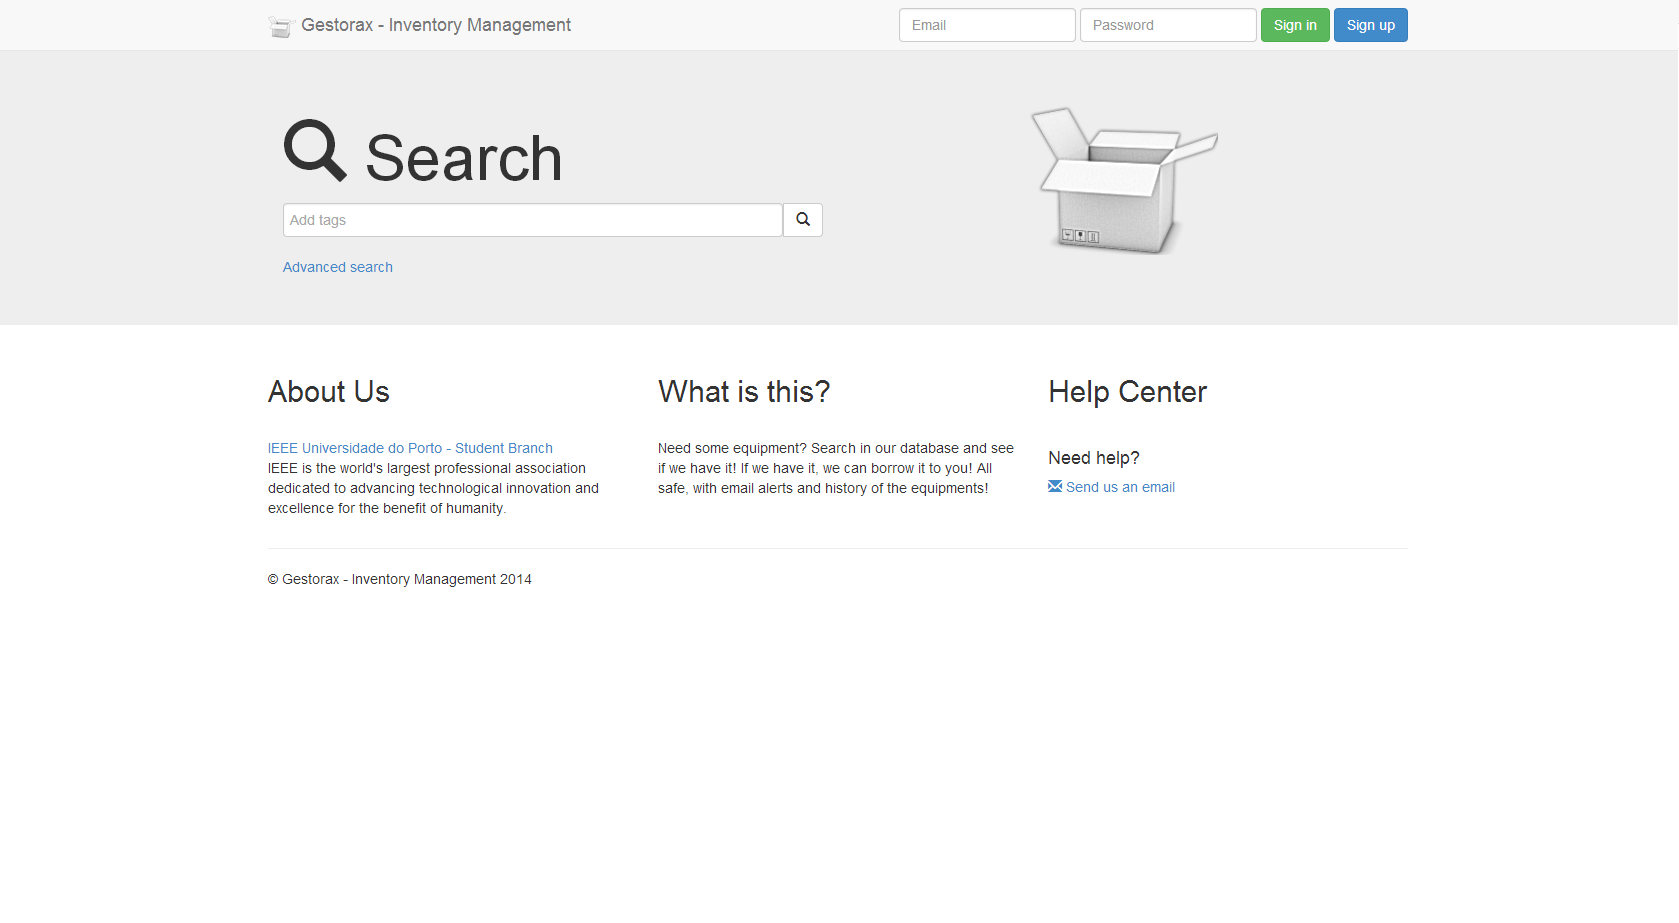 Gestorax - Inventory Management
Email
Password
Sign in
Sign up
Search
Add tags
Advanced search
About Us
IEEE Universidade do Porto - Student Branch
IEEE is the world's largest professional association
dedicated to advancing technological innovation and
excellence for the benefit of humanity.
What is this?
Need some equipment? Search in our database and see
if we have it! If we have it, we can borrow it to you! All
safe, with email alerts and history of the equipments!
Help Center
Need help?
Send us an email
© Gestorax - Inventory Management 2014